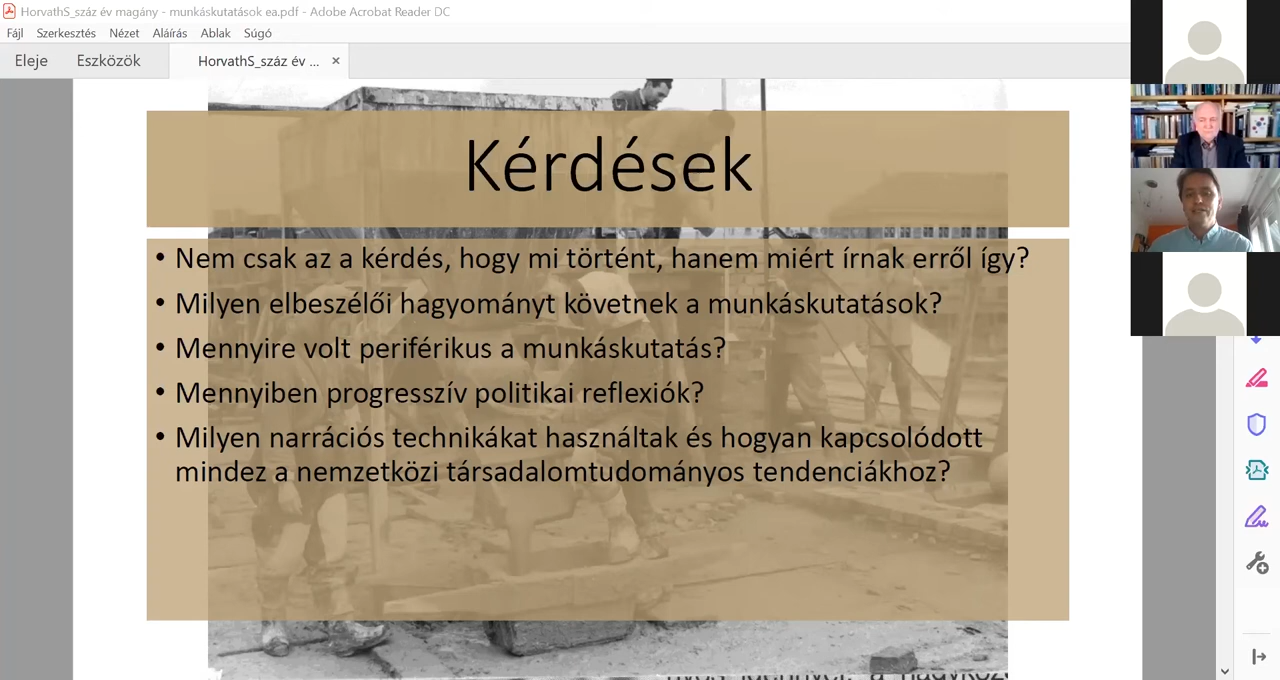 HorvathS_száz év magány - munkáskutatások ea.pdf - Adobe Acrobat Reader DC
Fájl Szerkesztés Nézet Aláírás Ablak Súgó
Eleje Eszközök HorvathS_száz év ... ×
Kérdések
• Nem csak az a kérdés, hogy mi történt, hanem miért írnak erről így?
• Milyen elbeszélői hagyományt követnek a munkáskutatások?
• Mennyire volt periférikus a munkáskutatás?
• Mennyiben progresszív politikai reflexiók?
• Milyen narrációs technikákat használtak és hogyan kapcsolódott
mindez a nemzetközi társadalomtudományos tendenciákhoz?